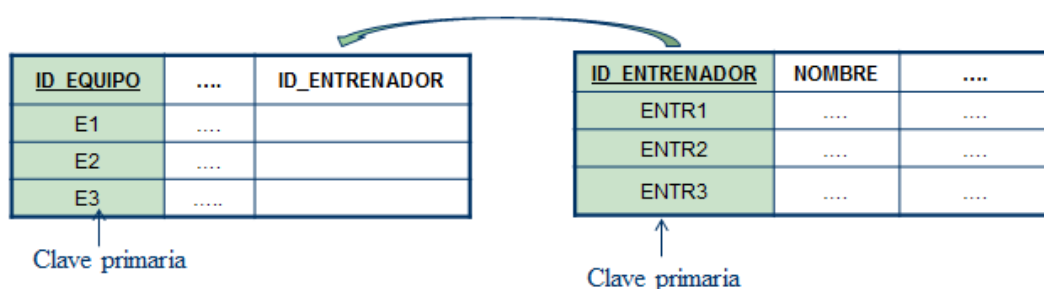 ID_EQUIPO .... ID_ENTRENADOR
E1 ....
E2 ....
E3 .....
Clave primaria
ID_ENTRENADOR NOMBRE ....
ENTR1 .... ....
ENTR2 .... ....
ENTR3 .... ....
Clave primaria